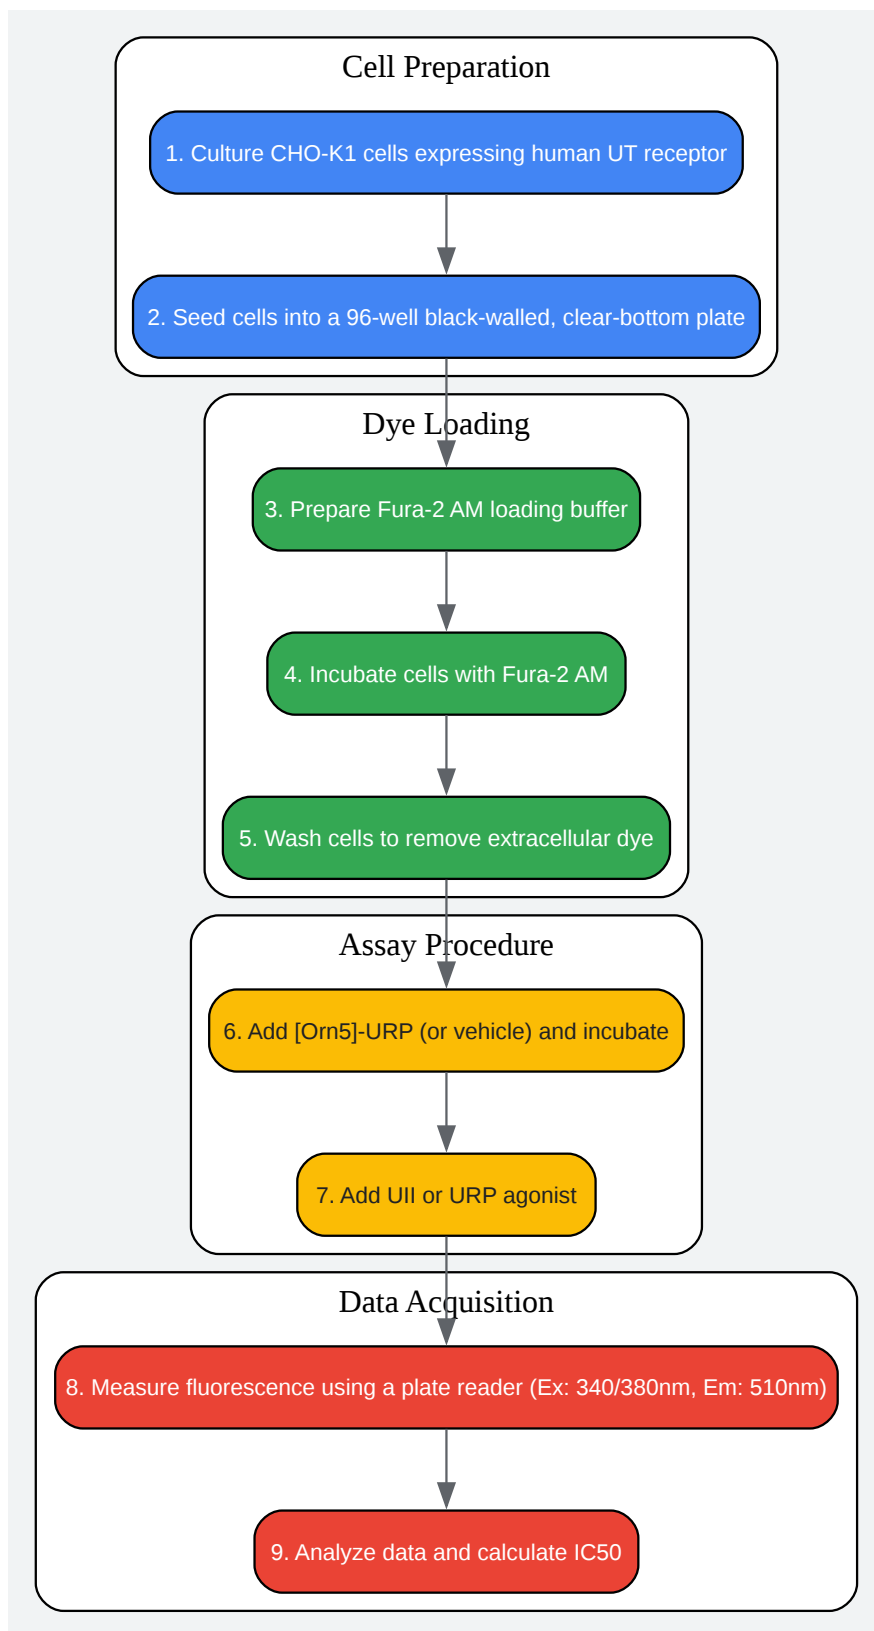 Cell Preparation
1. Culture CHO-K1 cells expressing human UT receptor
2. Seed cells into a 96-well black-walled, clear-bottom plate
Dye Loading
3. Prepare Fura-2 AM loading buffer
4. Incubate cells with Fura-2 AM
5. Wash cells to remove extracellular dye
Assay Procedure
6. Add [Orn5]-URP (or vehicle) and incubate
7. Add UII or URP agonist
Data Acquisition
8. Measure fluorescence using a plate reader (Ex: 340/380nm, Em: 510nm)
9. Analyze data and calculate IC50